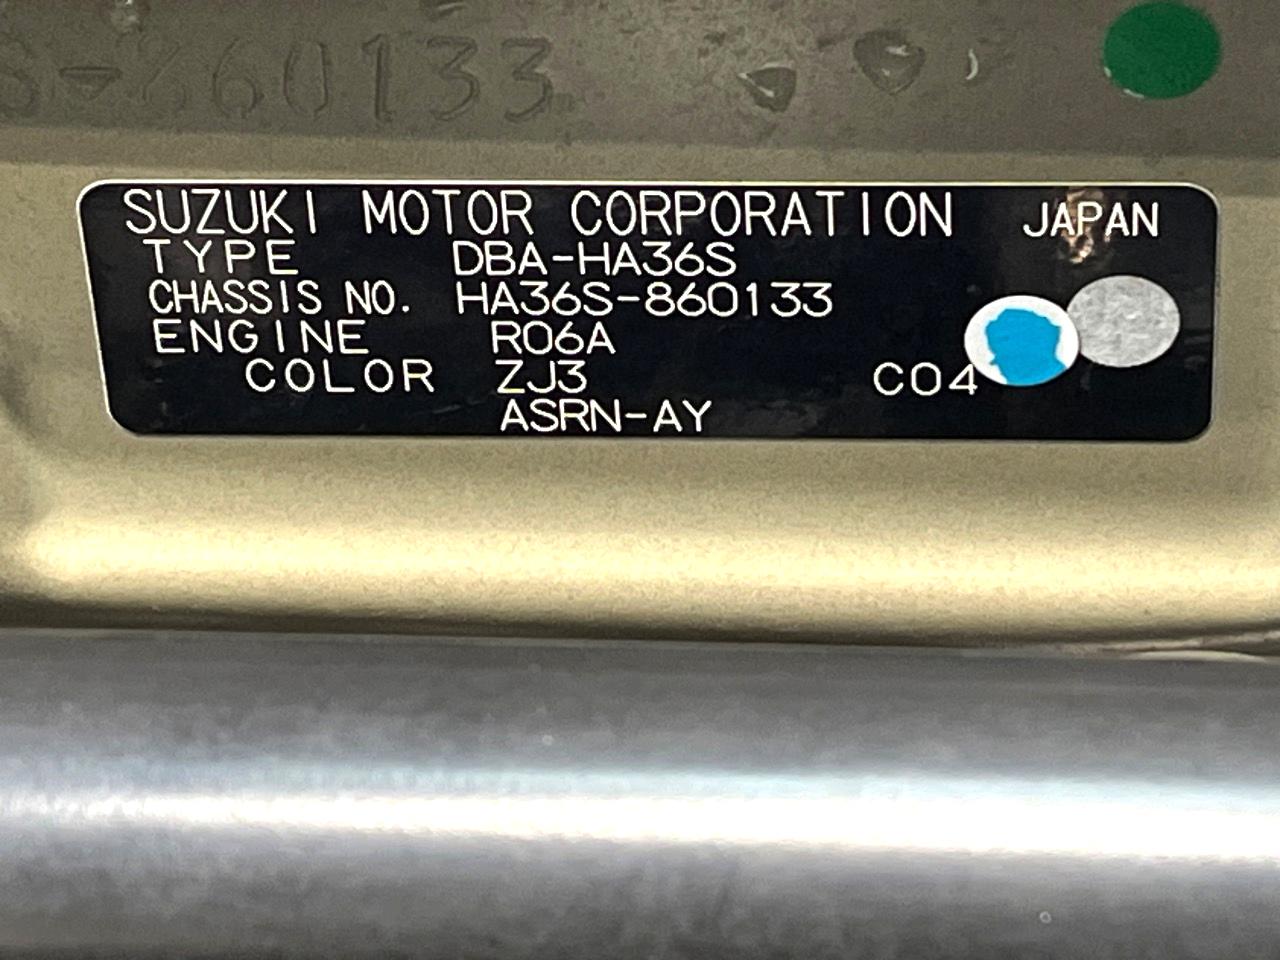 -860133
SUZUKI MOTOR CORPORATION JAPAN
TYPE DBA-HA36S
CHASSIS NO. HA36S-860133
ENGINE R06A
COLOR ZJ3 C04
ASRN-AY